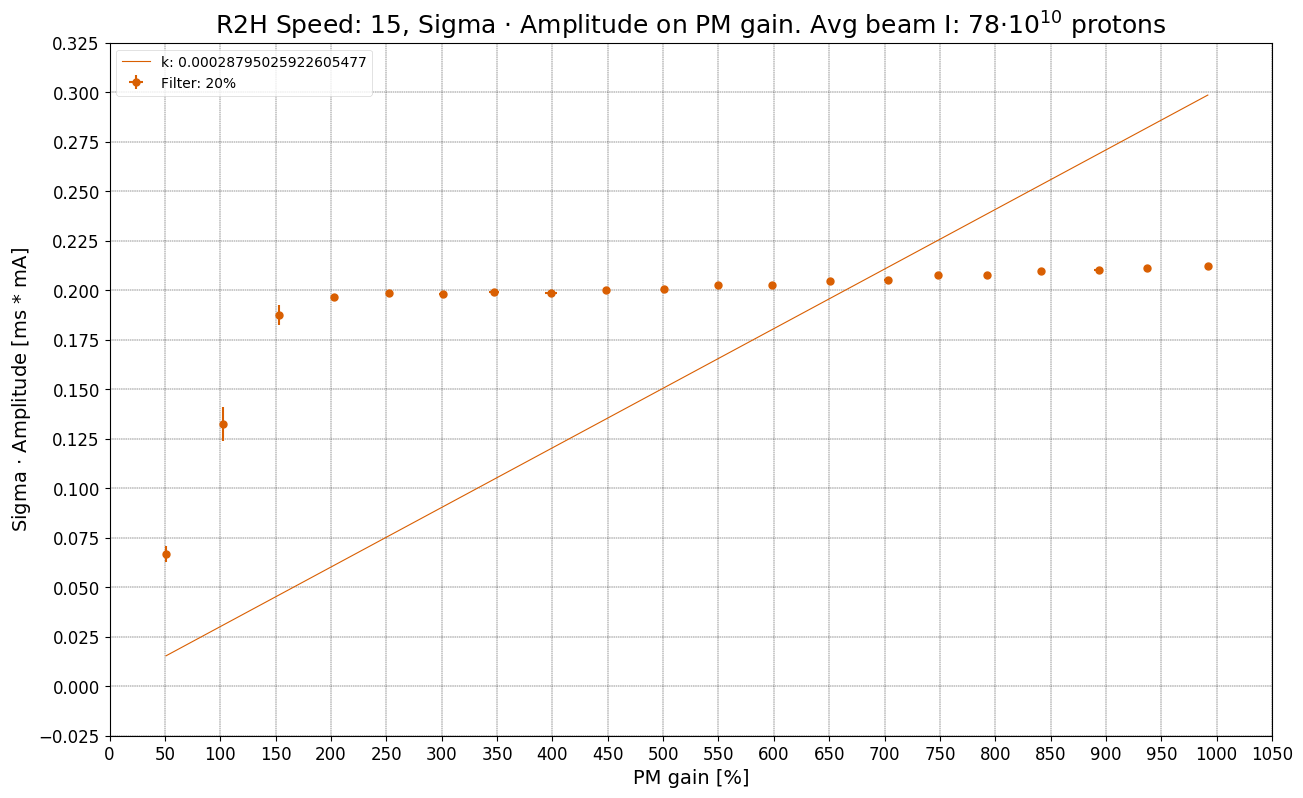 R2H Speed: 15, Sigma · Amplitude on PM gain. Avg beam I: 78·10^10 protons
k: 0.00028795025922605477
Filter: 20%
0.325
0.300
0.275
0.250
0.225
0.200
0.175
0.150
0.125
0.100
0.075
0.050
0.025
0.000
−0.025
Sigma · Amplitude [ms * mA]
0 50 100 150 200 250 300 350 400 450 500 550 600 650 700 750 800 850 900 950 1000 1050
PM gain [%]